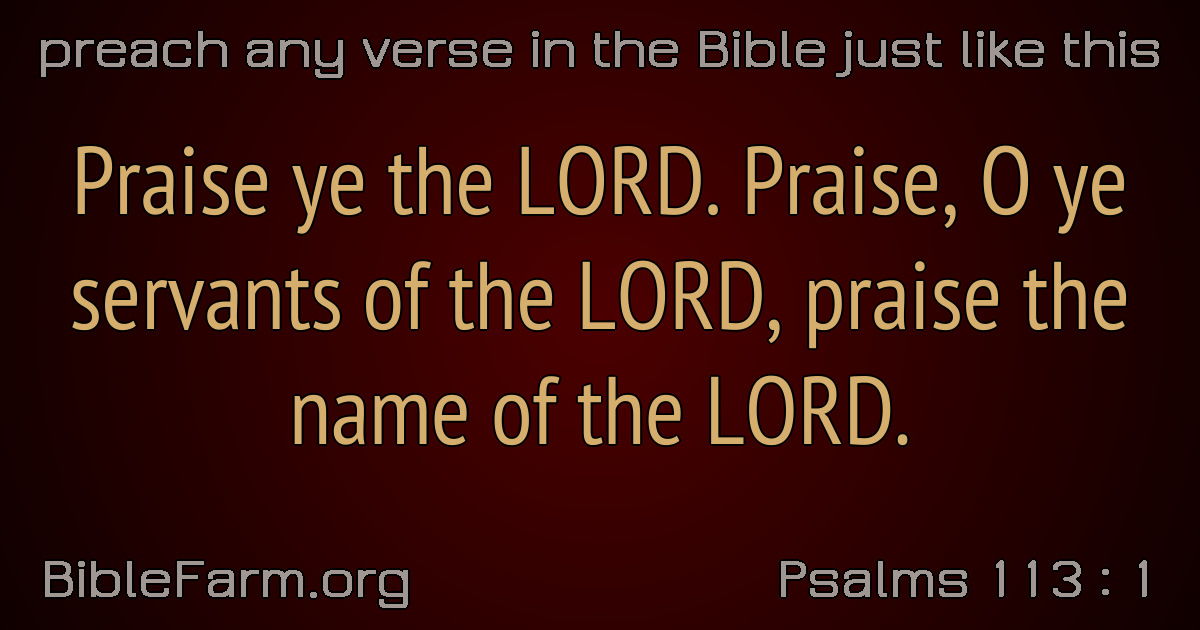 preach any verse in the Bible just like this
Praise ye the LORD. Praise, O ye
servants of the LORD, praise the
name of the LORD.
BibleFarm.org
Psalms 113 : 1